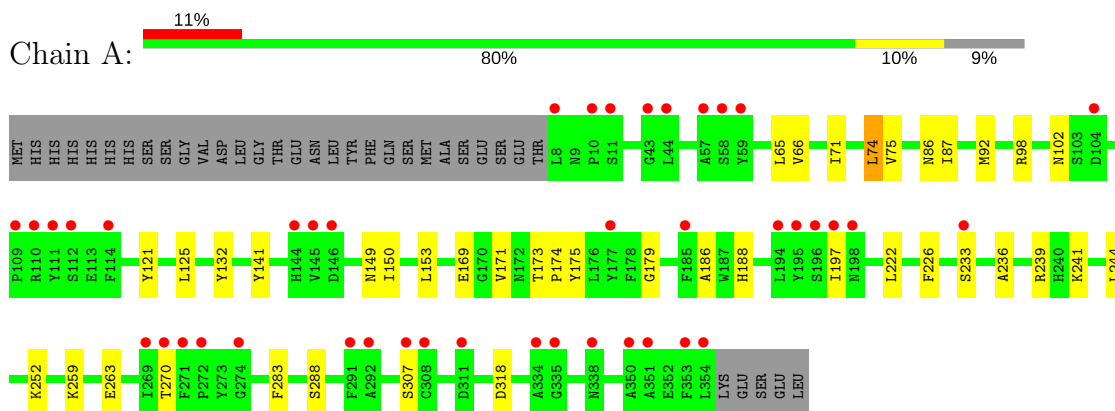 11%
Chain A:
80% 10% 9%
MET HIS HIS HIS HIS HIS HIS SER SER GLY VAL ASP LEU GLY THR GLU ASN LEU TYR PHE GLN SER MET ALA SER GLU SER GLU THR L8 N9 P10 S11 G43 L44 A57 S58 Y59 L65 V66 I71 L74 V75 N86 I87 M92 R98 N102 S103 D104
P109 R110 Y111 S112 E113 F114 Y121 L125 Y132 Y141 H144 V145 D146 N149 I150 L153 E169 G170 V171 N172 T173 P174 Y175 L176 Y177 F178 G179 F185 A186 W187 H188 L194 Y195 S196 I197 N198 L222 F226 S233 A236 R239 H240 K241 L244
K252 K259 E263 I269 T270 F271 P272 Y273 G274 F283 S288 F291 A292 S307 C308 D311 D318 A334 G335 N338 A350 A351 E352 F353 L354 LYS GLU SER GLU LEU